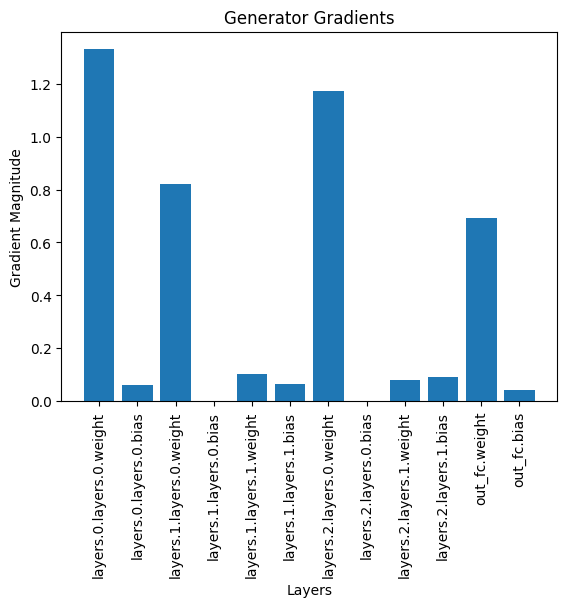 Generator Gradients
Gradient Magnitude
1.2
1.0
0.8
0.6
0.4
0.2
0.0
layers.0.layers.0.weight
layers.0.layers.0.bias
layers.1.layers.0.weight
layers.1.layers.0.bias
layers.1.layers.1.weight
layers.1.layers.1.bias
layers.2.layers.0.weight
layers.2.layers.0.bias
layers.2.layers.1.weight
layers.2.layers.1.bias
out_fc.weight
out_fc.bias
Layers